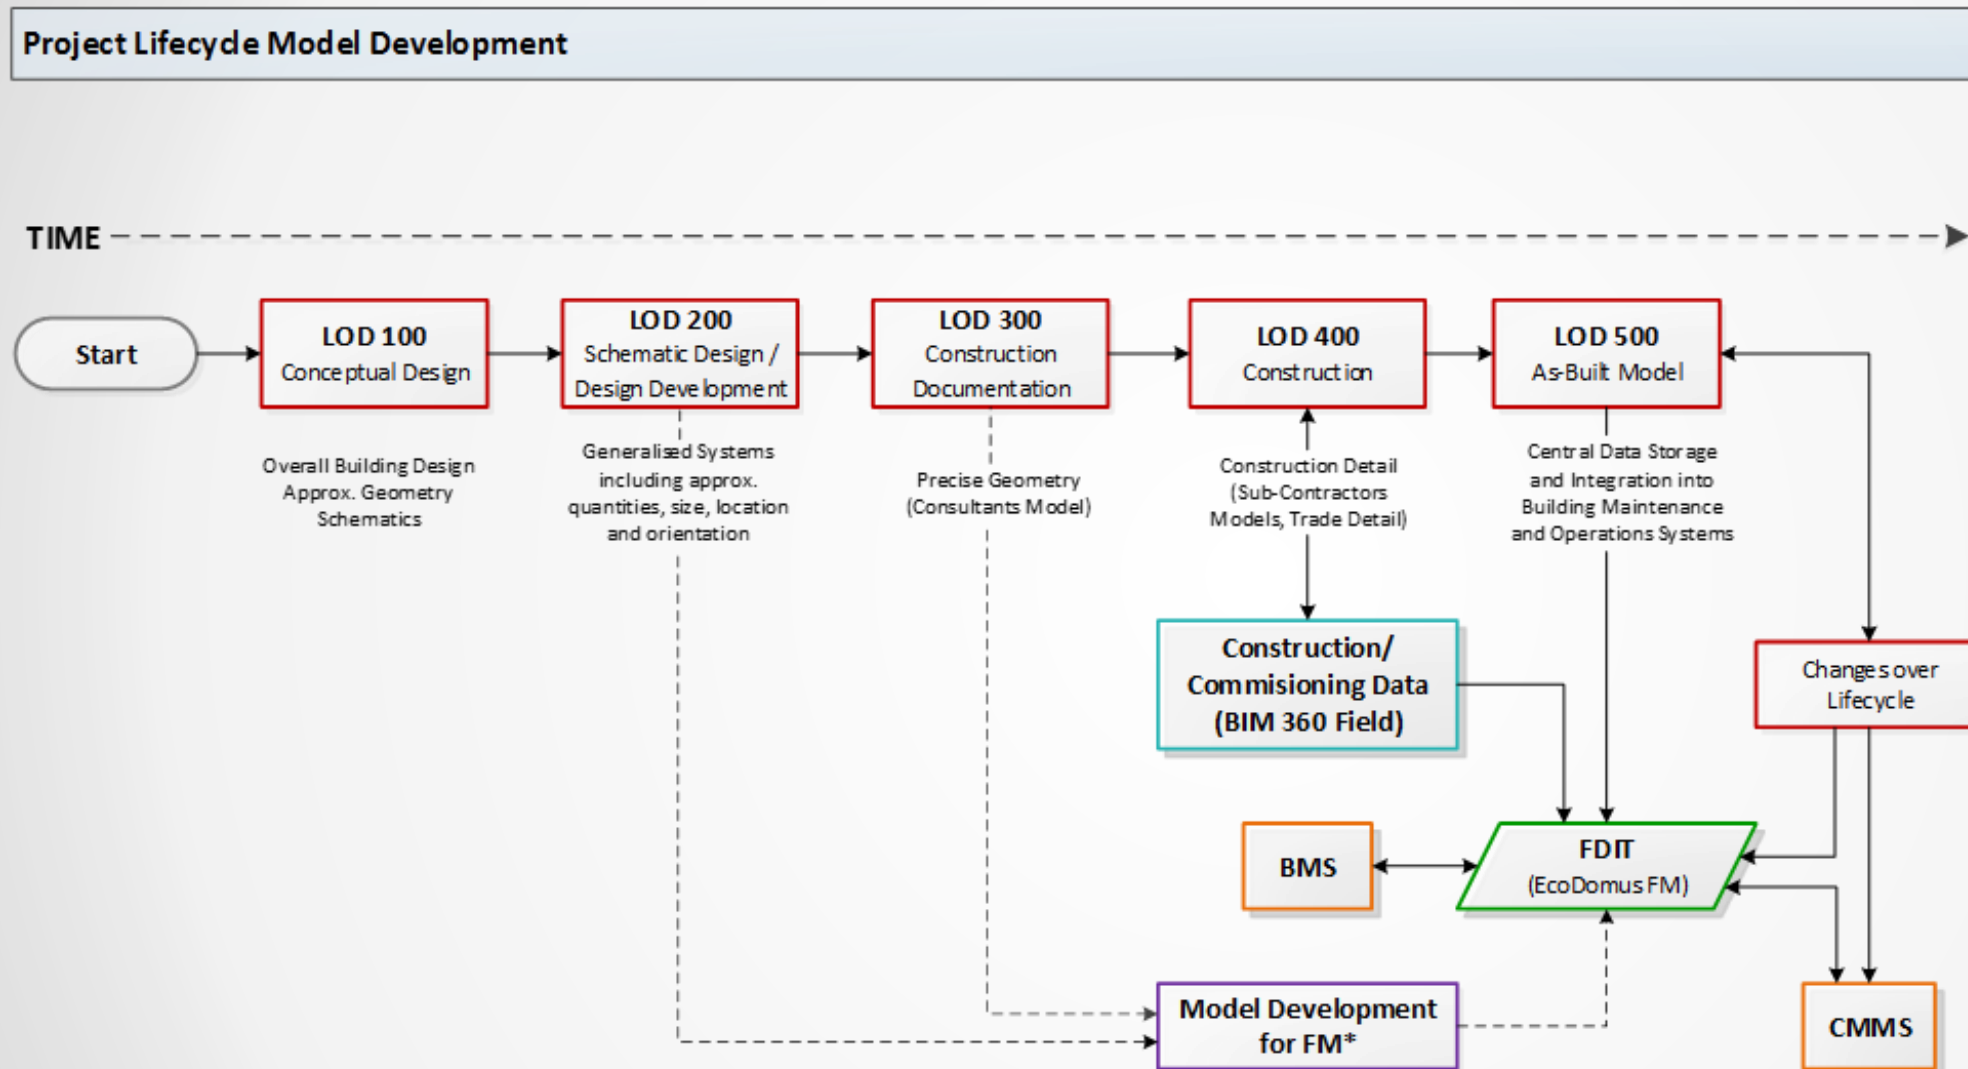 Project Lifecycle Model Development
TIME
Start
LOD 100
Conceptual Design
LOD 200
Schematic Design /
Design Development
LOD 300
Construction
Documentation
LOD 400
Construction
LOD 500
As-Built Model
Overall Building Design
Approx. Geometry
Schematics
Generalised Systems
including approx.
quantities, size, location
and orientation
Precise Geometry
(Consultants Model)
Construction Detail
(Sub-Contractors
Models, Trade Detail)
Central Data Storage
and Integration into
Building Maintenance
and Operations Systems
Construction/
Commisioning Data
(BIM 360 Field)
Changes over
Lifecycle
BMS
FDIT
(EcoDomus FM)
Model Development
for FM*
CMMS